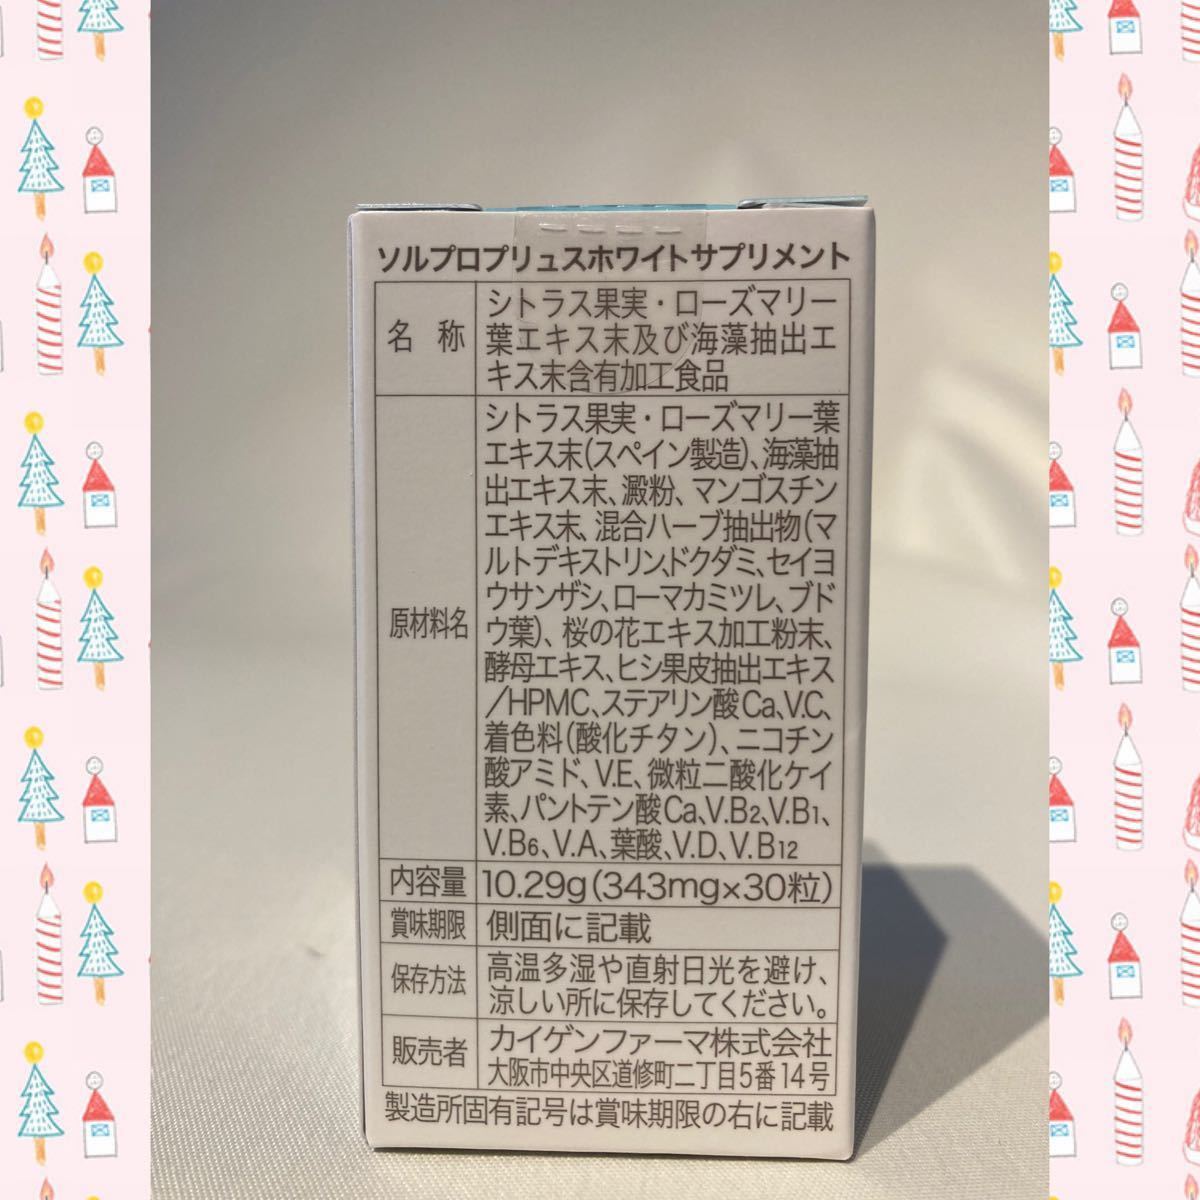 ソルプロプリュスホワイトサプリメント
名 称
シトラス果実・ローズマリー
葉エキス末及び海藻抽出エ
キス末含有加工食品
原材料名
シトラス果実・ローズマリー葉
エキス末(スペイン製造)、海藻抽
出エキス末、澱粉、マンゴスチン
エキス末、混合ハーブ抽出物(マ
ルトデキストリン、ドクダミ、セイヨ
ウサンザシ、ローマカミツレ、ブド
ウ葉)、桜の花エキス加工粉末、
酵母エキス、ヒシ果皮抽出エキス
/HPMC、ステアリン酸Ca、V.C、
着色料(酸化チタン)、ニコチン
酸アミド、V.E、微粒二酸化ケイ
素、パントテン酸Ca、V.B2、V.B1、
V.B6、V.A、葉酸、V.D、V.B12
内容量
10.29g(343mg×30粒)
賞味期限
側面に記載
保存方法
高温多湿や直射日光を避け、
涼しい所に保存してください。
販売者
カイゲンファーマ株式会社
大阪市中央区道修町二丁目5番14号
製造所固有記号は賞味期限の右に記載